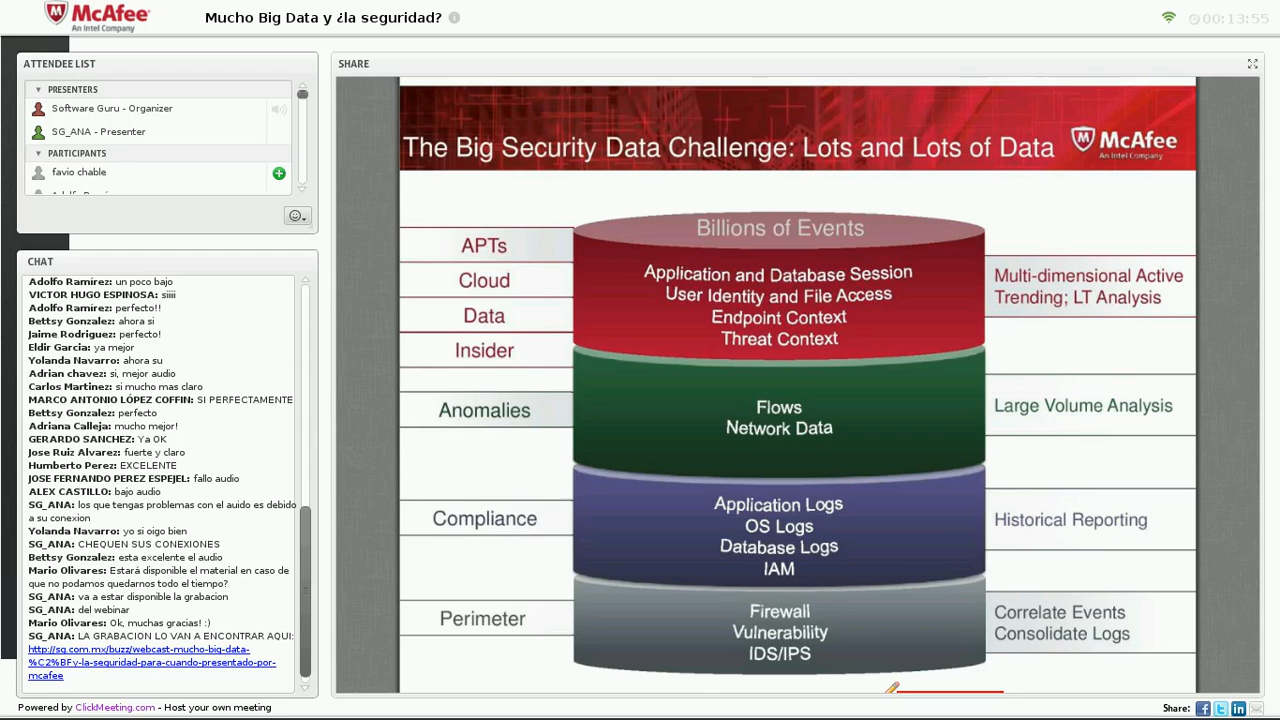 McAfee
An Intel Company
Mucho Big Data y ¿la seguridad?
00:13:55
ATTENDEE LIST
PRESENTERS
Software Guru - Organizer
SG_ANA - Presenter
PARTICIPANTS
favio chable
CHAT
Adolfo Ramírez: un poco bajo
VICTOR HUGO ESPINOSA: siiii
Adolfo Ramírez: perfecto!!
Bettsy Gonzalez: ahora si
Jaime Rodriguez: perfecto!
Eldir Garcia: ya mejor
Yolanda Navarro: ahora su
Adrian chavez: si, mejor audio
Carlos Martinez: si mucho mas claro
MARCO ANTONIO LÓPEZ COFFIN: SI PERFECTAMENTE
Bettsy Gonzalez: perfecto
Adriana Calleja: mucho mejor!
GERARDO SANCHEZ: Ya OK
Jose Ruiz Alvarez: fuerte y claro
Humberto Perez: EXCELENTE
JOSE FERNANDO PEREZ ESPEJEL: fallo audio
ALEX CASTILLO: bajo audio
SG_ANA: los que tengas problemas con el auido es debido
a su conexion
Yolanda Navarro: yo si oigo bien
SG_ANA: CHEQUEN SUS CONEXIONES
Bettsy Gonzalez: esta excelente el audio
Mario Olivares: Estará disponible el material en caso de
que no podamos quedarnos todo el tiempo?
SG_ANA: va a estar disponible la grabacion
SG_ANA: del webinar
Mario Olivares: Ok, muchas gracias! :)
SG_ANA: LA GRABACION LO VAN A ENCONTRAR AQUI:
http://sg.com.mx/buzz/webcast-mucho-big-data-
%C2%BFy-la-seguridad-para-cuando-presentado-por-
mcafee
SHARE
The Big Security Data Challenge: Lots and Lots of Data
McAfee
An Intel Company
Billions of Events
APTs
Cloud
Data
Insider
Application and Database Session
User Identity and File Access
Endpoint Context
Threat Context
Multi-dimensional Active
Trending; LT Analysis
Anomalies
Flows
Network Data
Large Volume Analysis
Compliance
Application Logs
OS Logs
Database Logs
IAM
Historical Reporting
Perimeter
Firewall
Vulnerability
IDS/IPS
Correlate Events
Consolidate Logs
Powered by ClickMeeting.com - Host your own meeting
Share: